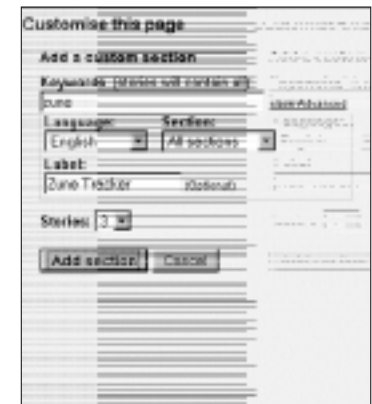 Customise this page
Add a custom section
Keywords: (stories will contain all)
zune
Language: Section:
English All sections
Label:
Zune Tracker (Optional)
Stories: 3
Add section Cancel